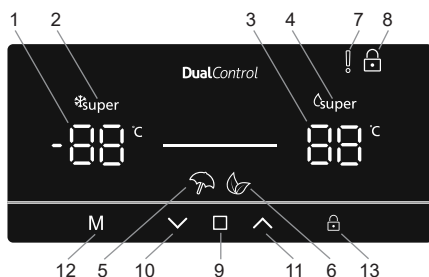 1 2 3 4 7 8
DualControl
super super
-88 °C 88 °C
M
12 5 10 9 11 6 13